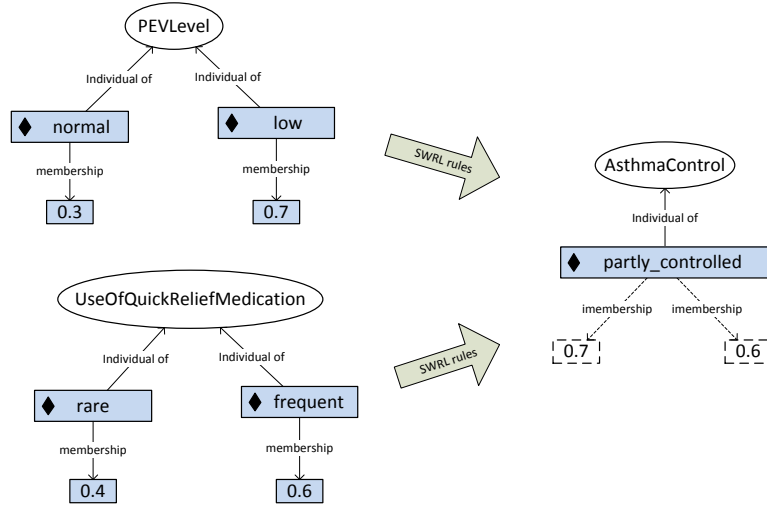 PEVLevel
Individual of
Individual of
normal
low
membership
membership
0.3
0.7
SWRL rules
UseOfQuickReliefMedication
Individual of
Individual of
rare
frequent
membership
membership
0.4
0.6
SWRL rules
AsthmaControl
Individual of
partly_controlled
imembership
imembership
0.7
0.6